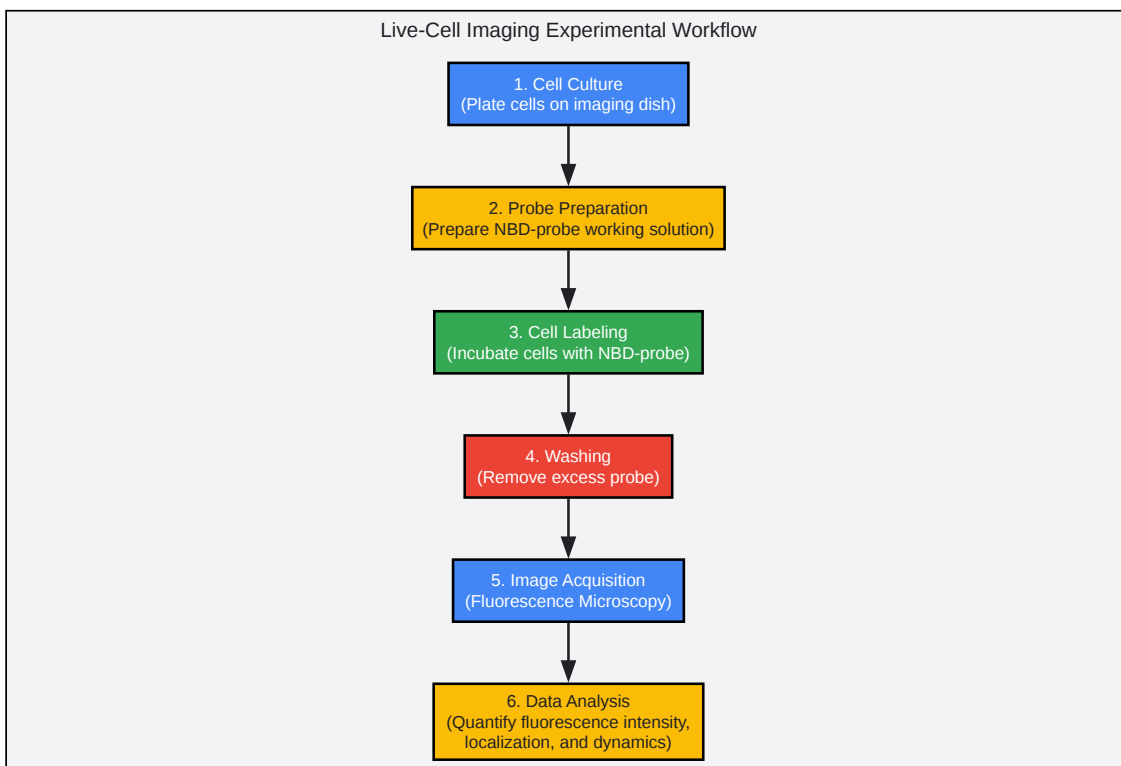 Live-Cell Imaging Experimental Workflow
1. Cell Culture
(Plate cells on imaging dish)
2. Probe Preparation
(Prepare NBD-probe working solution)
3. Cell Labeling
(Incubate cells with NBD-probe)
4. Washing
(Remove excess probe)
5. Image Acquisition
(Fluorescence Microscopy)
6. Data Analysis
(Quantify fluorescence intensity,
localization, and dynamics)